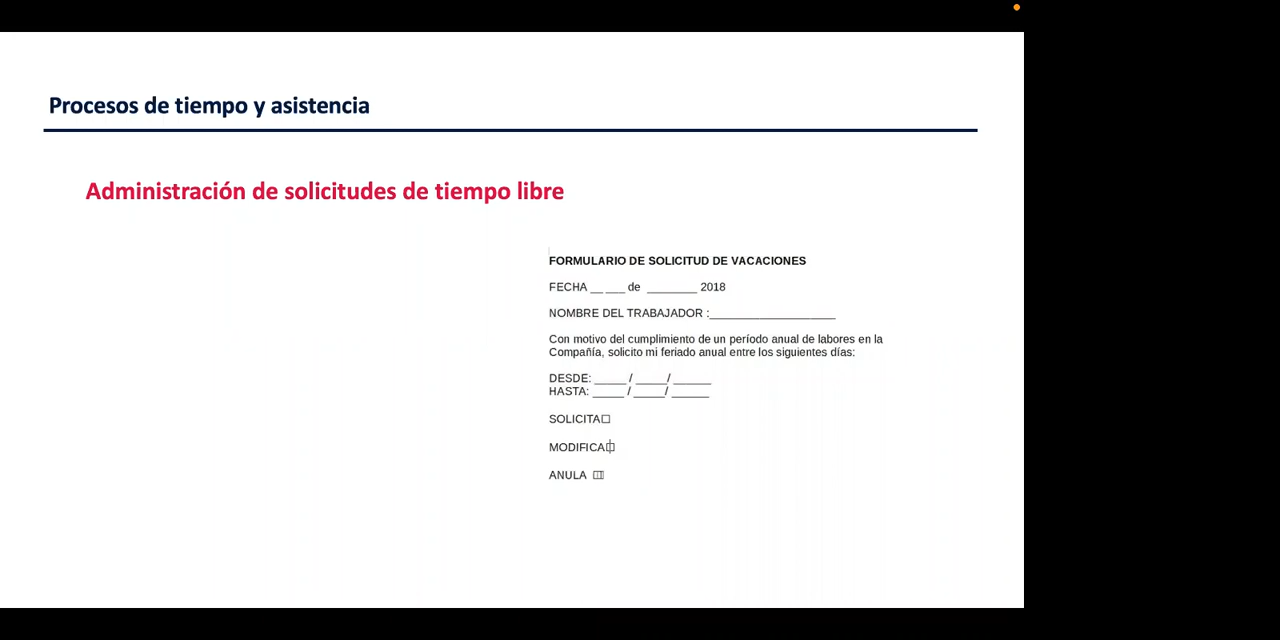 Procesos de tiempo y asistencia
Administración de solicitudes de tiempo libre
FORMULARIO DE SOLICITUD DE VACACIONES
FECHA __ ___ de ________ 2018
NOMBRE DEL TRABAJADOR :____________________
Con motivo del cumplimiento de un período anual de labores en la
Compañía, solicito mi feriado anual entre los siguientes días:
DESDE: _____ / _____/ ______
HASTA: _____ / _____/ ______
SOLICITA☐
MODIFICA☐
ANULA ☐